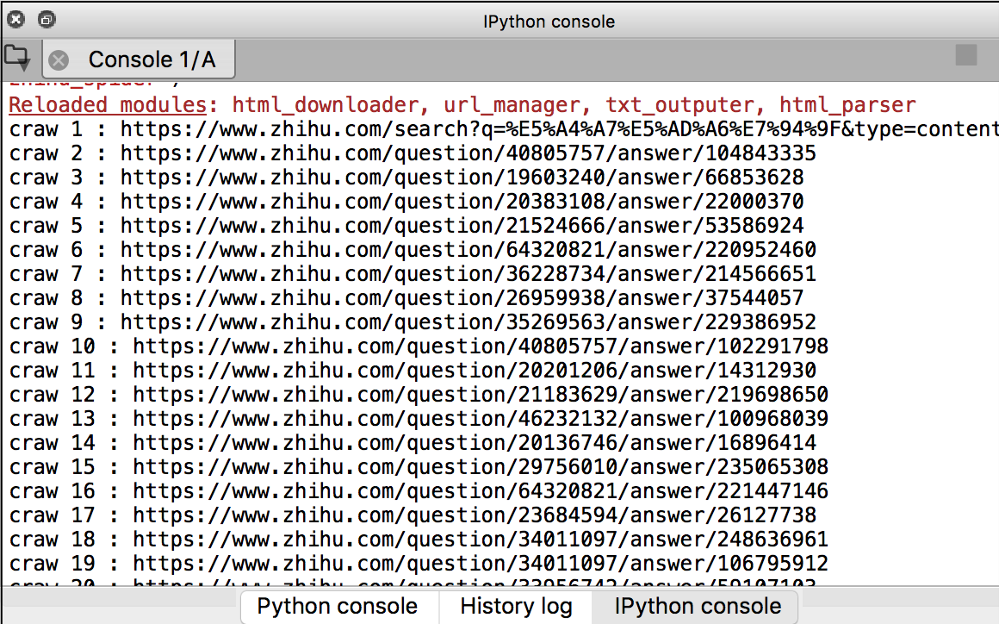 IPython console
Console 1/A
zhihu_spider
Reloaded modules: html_downloader, url_manager, txt_outputer, html_parser
craw 1 : https://www.zhihu.com/search?q=%E5%A4%A7%E5%AD%A6%E7%94%9F&type=content
craw 2 : https://www.zhihu.com/question/40805757/answer/104843335
craw 3 : https://www.zhihu.com/question/19603240/answer/66853628
craw 4 : https://www.zhihu.com/question/20383108/answer/22000370
craw 5 : https://www.zhihu.com/question/21524666/answer/53586924
craw 6 : https://www.zhihu.com/question/64320821/answer/220952460
craw 7 : https://www.zhihu.com/question/36228734/answer/214566651
craw 8 : https://www.zhihu.com/question/26959938/answer/37544057
craw 9 : https://www.zhihu.com/question/35269563/answer/229386952
craw 10 : https://www.zhihu.com/question/40805757/answer/102291798
craw 11 : https://www.zhihu.com/question/20201206/answer/14312930
craw 12 : https://www.zhihu.com/question/21183629/answer/219698650
craw 13 : https://www.zhihu.com/question/46232132/answer/100968039
craw 14 : https://www.zhihu.com/question/20136746/answer/16896414
craw 15 : https://www.zhihu.com/question/29756010/answer/235065308
craw 16 : https://www.zhihu.com/question/64320821/answer/221447146
craw 17 : https://www.zhihu.com/question/23684594/answer/26127738
craw 18 : https://www.zhihu.com/question/34011097/answer/248636961
craw 19 : https://www.zhihu.com/question/34011097/answer/106795912
craw 20 : https://www.zhihu.com/question/33956742/answer/59107103
Python console
History log
IPython console